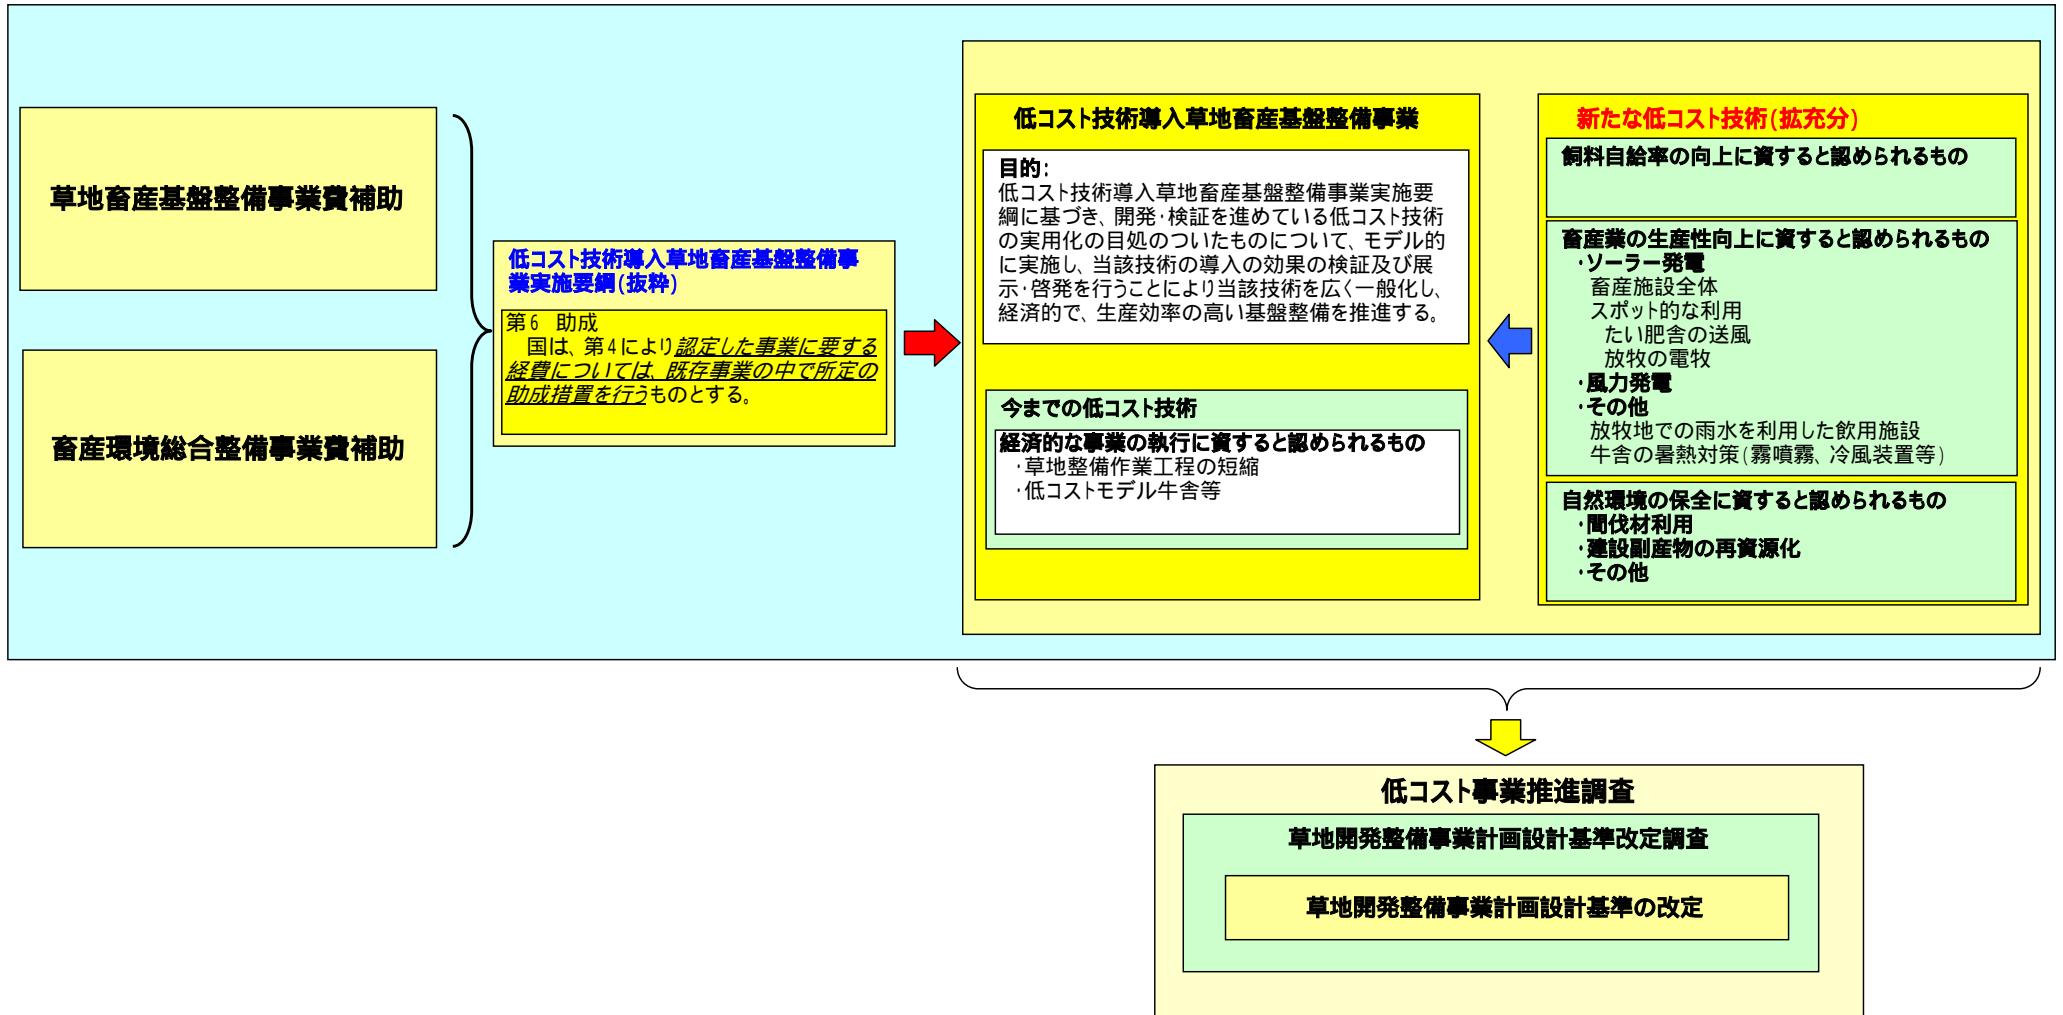 草地畜産基盤整備事業費補助
畜産環境総合整備事業費補助
低コスト技術導入草地畜産基盤整備事
業実施要綱(抜粋)
第6　助成
国は、第4により認定した事業に要する
経費については、既存事業の中で所定の
助成措置を行うものとする。
低コスト技術導入草地畜産基盤整備事業
目的:
低コスト技術導入草地畜産基盤整備事業実施要
綱に基づき、開発・検証を進めている低コスト技術
の実用化の目処のついたものについて、モデル的
に実施し、当該技術の導入の効果の検証及び展
示・啓発を行うことにより当該技術を広く一般化し、
経済的で、生産効率の高い基盤整備を推進する。
今までの低コスト技術
経済的な事業の執行に資すると認められるもの
・草地整備作業工程の短縮
・低コストモデル牛舎等
新たな低コスト技術(拡充分)
飼料自給率の向上に資すると認められるもの
畜産業の生産性向上に資すると認められるもの
・ソーラー発電
畜産施設全体
スポット的な利用
たい肥舎の送風
放牧の電牧
・風力発電
・その他
放牧地での雨水を利用した飲用施設
牛舎の暑熱対策(霧噴霧、冷風装置等)
自然環境の保全に資すると認められるもの
・間伐材利用
・建設副産物の再資源化
・その他
低コスト事業推進調査
草地開発整備事業計画設計基準改定調査
草地開発整備事業計画設計基準の改定